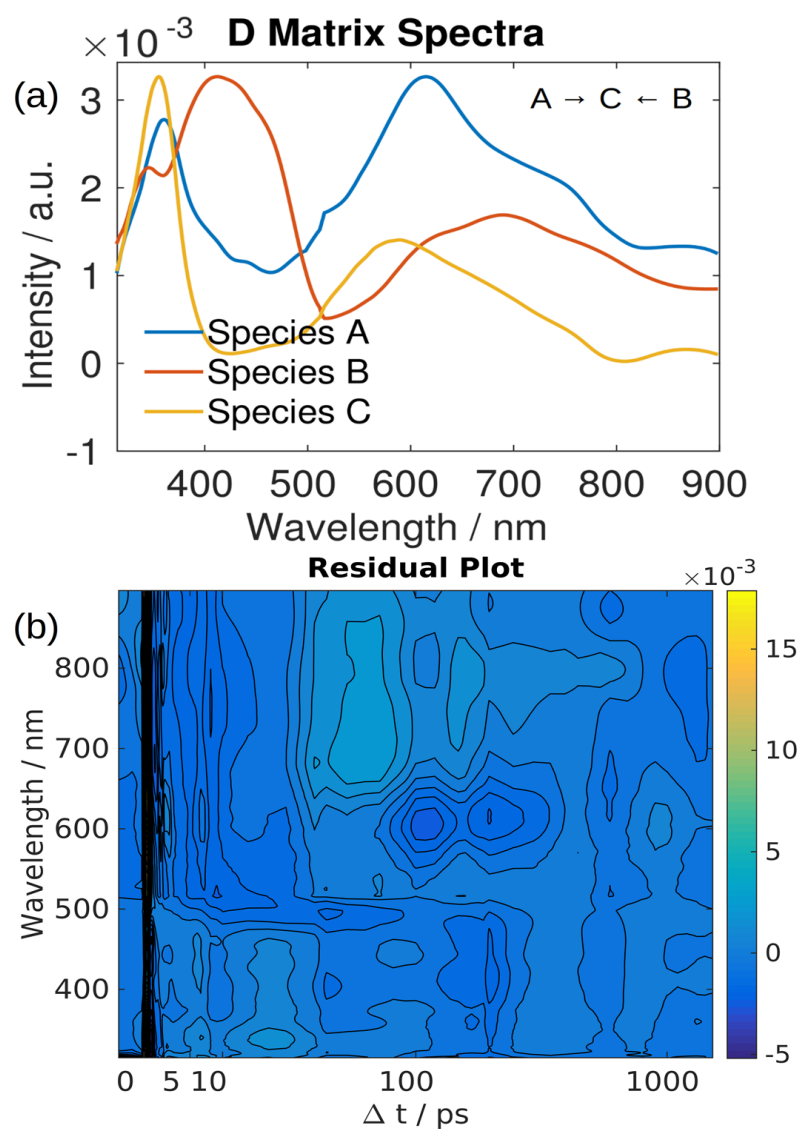 ×10⁻³ D Matrix Spectra
(a)
A → C ← B
3
2
1
0
-1
Intensity / a.u.
Species A
Species B
Species C
400 500 600 700 800 900
Wavelength / nm
Residual Plot
×10⁻³
(b)
800
700
600
500
400
Wavelength / nm
15
10
5
0
-5
0 5 10 100 1000
Δ t / ps